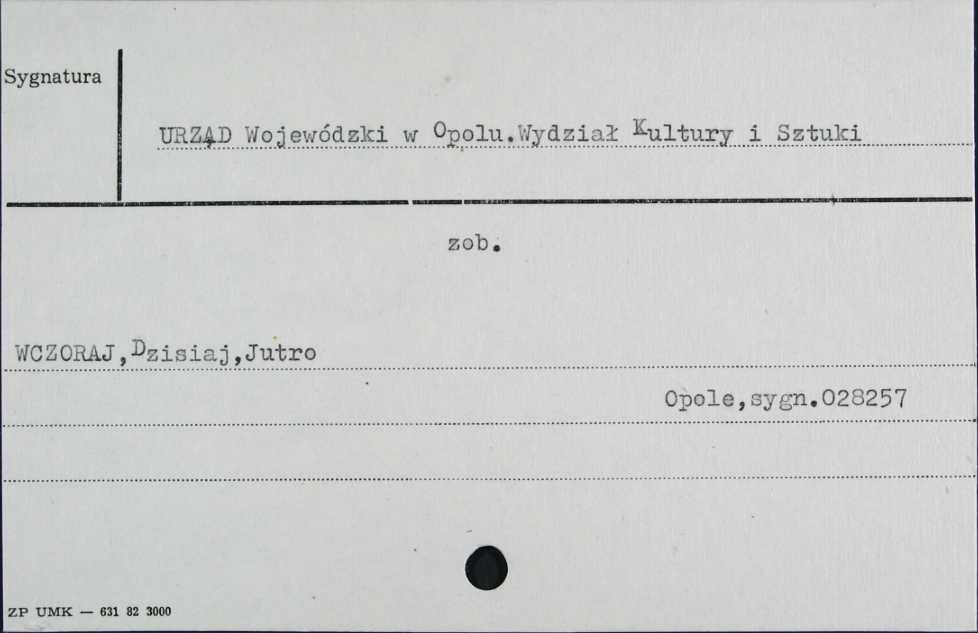 Sygnatura
URZĄD Wojewódzki w Opolu.Wydział Kultury i Sztuki
zob.
WCZORAJ,Dzisiaj,Jutro
Opole,sygn.028257
ZP UMK — 631 82 3000